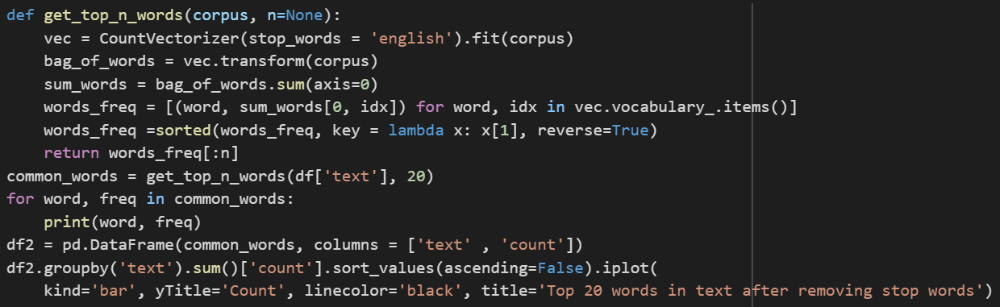 def get_top_n_words(corpus, n=None):
    vec = CountVectorizer(stop_words = 'english').fit(corpus)
    bag_of_words = vec.transform(corpus)
    sum_words = bag_of_words.sum(axis=0)
    words_freq = [(word, sum_words[0, idx]) for word, idx in vec.vocabulary_.items()]
    words_freq =sorted(words_freq, key = lambda x: x[1], reverse=True)
    return words_freq[:n]
common_words = get_top_n_words(df['text'], 20)
for word, freq in common_words:
    print(word, freq)
df2 = pd.DataFrame(common_words, columns = ['text' , 'count'])
df2.groupby('text').sum()['count'].sort_values(ascending=False).iplot(
    kind='bar', yTitle='Count', linecolor='black', title='Top 20 words in text after removing stop words')